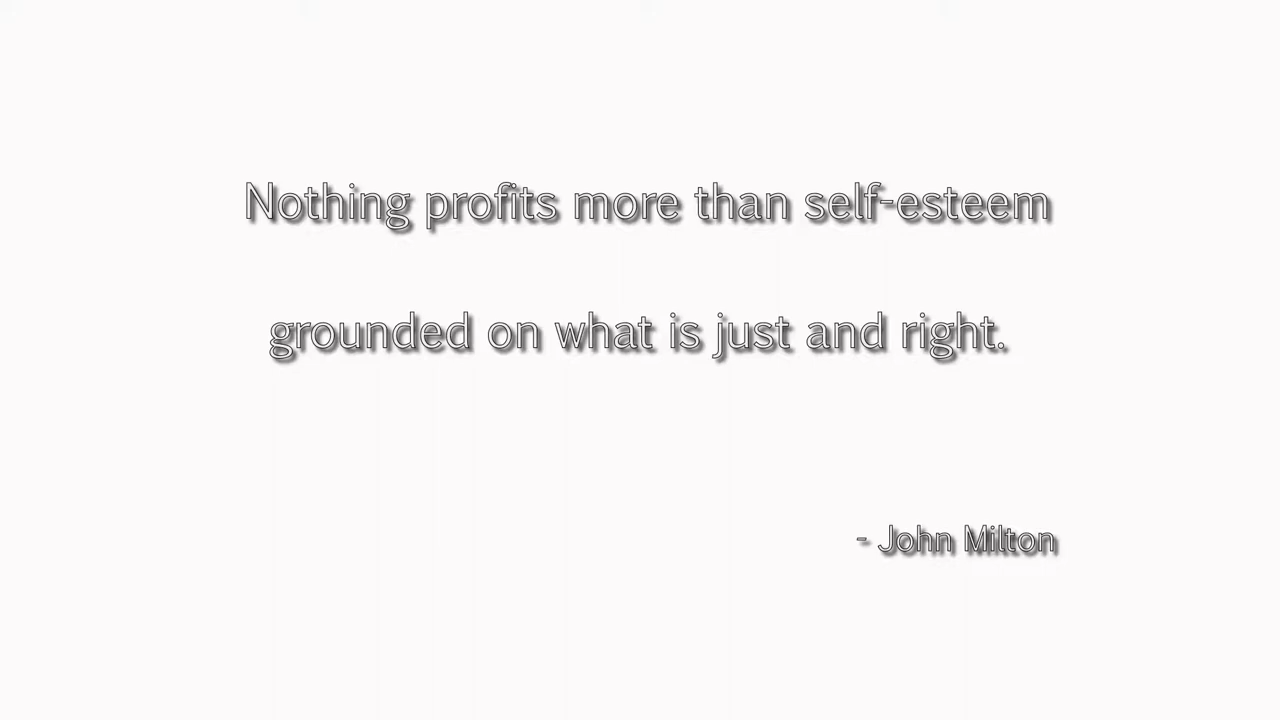 Nothing profits more than self-esteem
grounded on what is just and right.
- John Milton